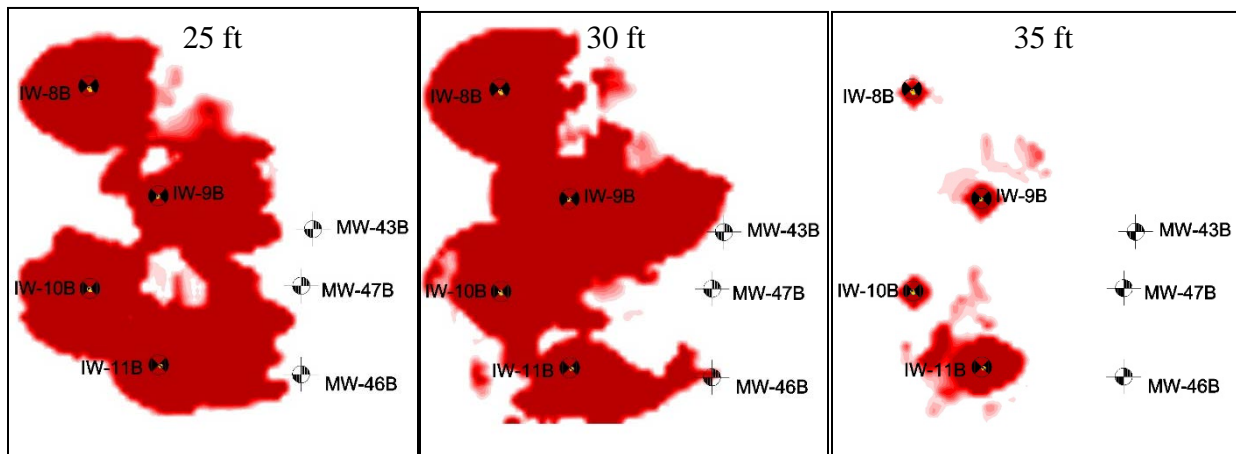 25 ft
IW-8B
IW-9B
MW-43B
IW-10B
MW-47B
IW-11B
MW-46B
30 ft
IW-8B
IW-9B
MW-43B
IW-10B
MW-47B
IW-11B
MW-46B
35 ft
IW-8B
IW-9B
MW-43B
IW-10B
MW-47B
IW-11B
MW-46B